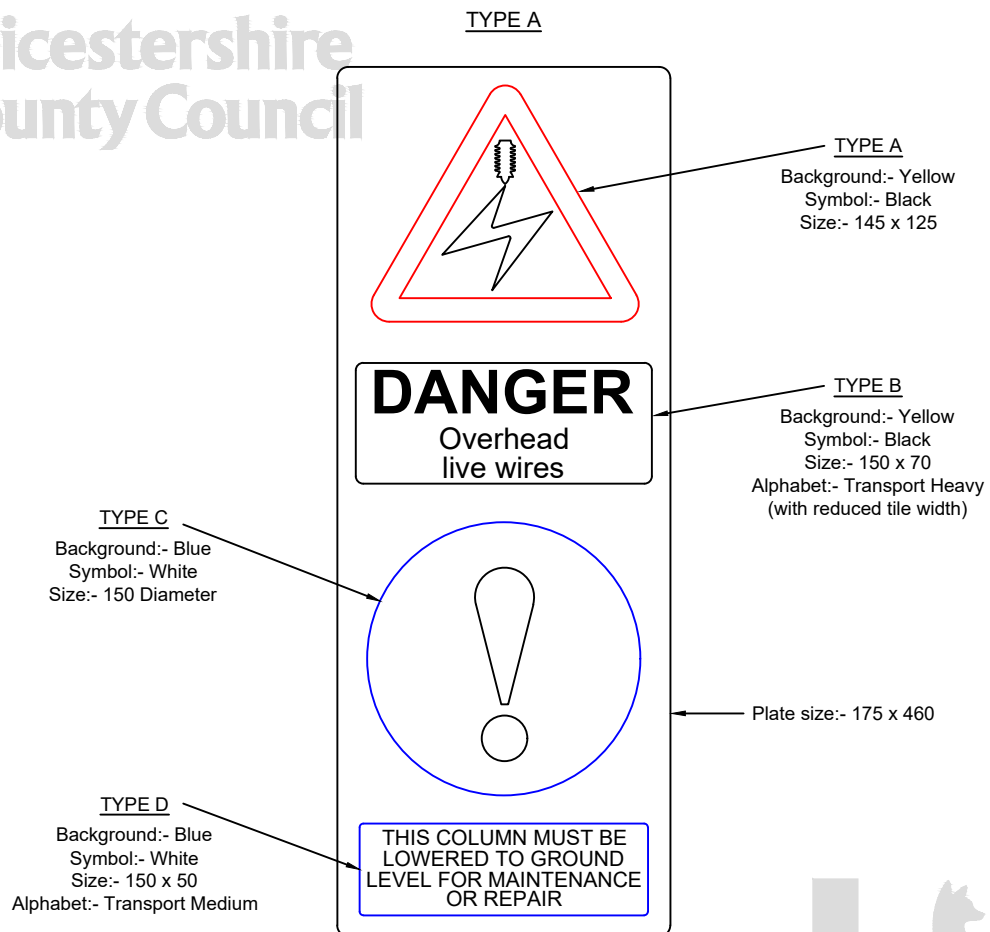 TYPE A
icestershire
unty Council
TYPE A
Background:- Yellow
Symbol:- Black
Size:- 145 x 125
DANGER
Overhead
live wires
TYPE B
Background:- Yellow
Symbol:- Black
Size:- 150 x 70
Alphabet:- Transport Heavy
(with reduced tile width)
TYPE C
Background:- Blue
Symbol:- White
Size:- 150 Diameter
!
Plate size:- 175 x 460
TYPE D
Background:- Blue
Symbol:- White
Size:- 150 x 50
Alphabet:- Transport Medium
THIS COLUMN MUST BE
LOWERED TO GROUND
LEVEL FOR MAINTENANCE
OR REPAIR